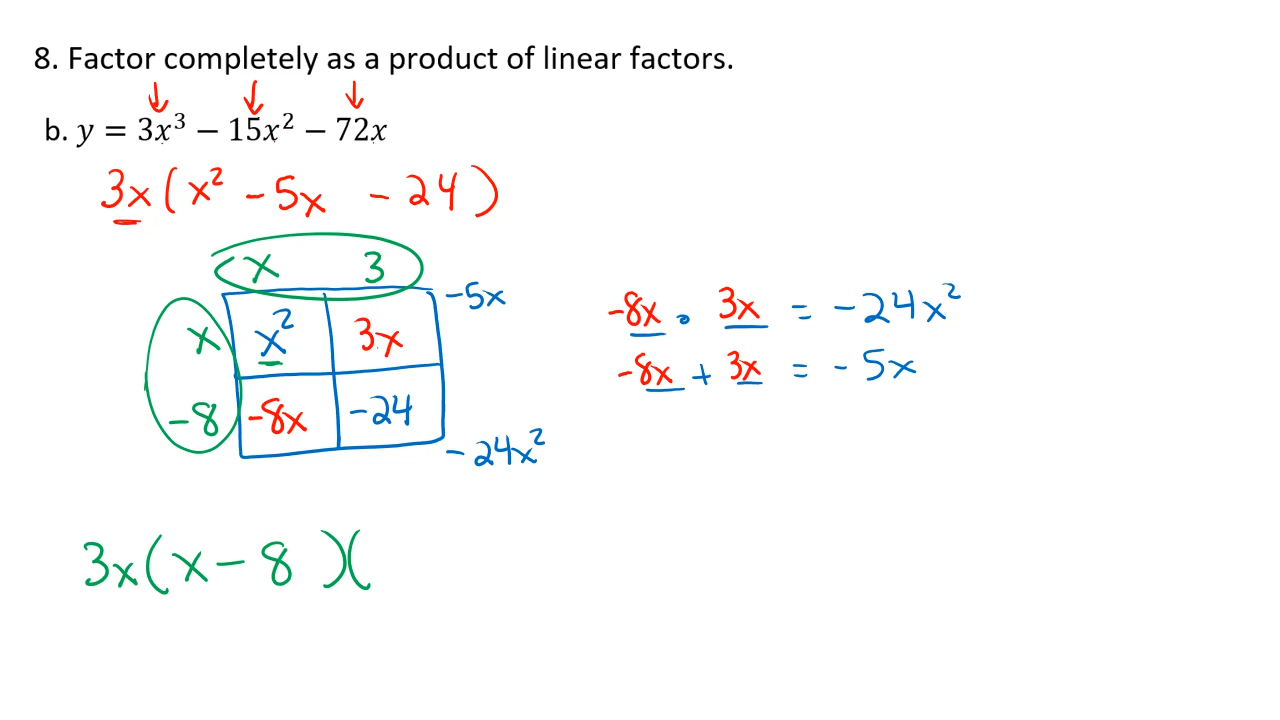 8. Factor completely as a product of linear factors.
b. y = 3x³ − 15x² − 72x
3x(x² − 5x − 24)
x 3
−5x
x x² 3x
−8 −8x −24
−24x²
−8x · 3x = −24x²
−8x + 3x = −5x
3x(x − 8)(